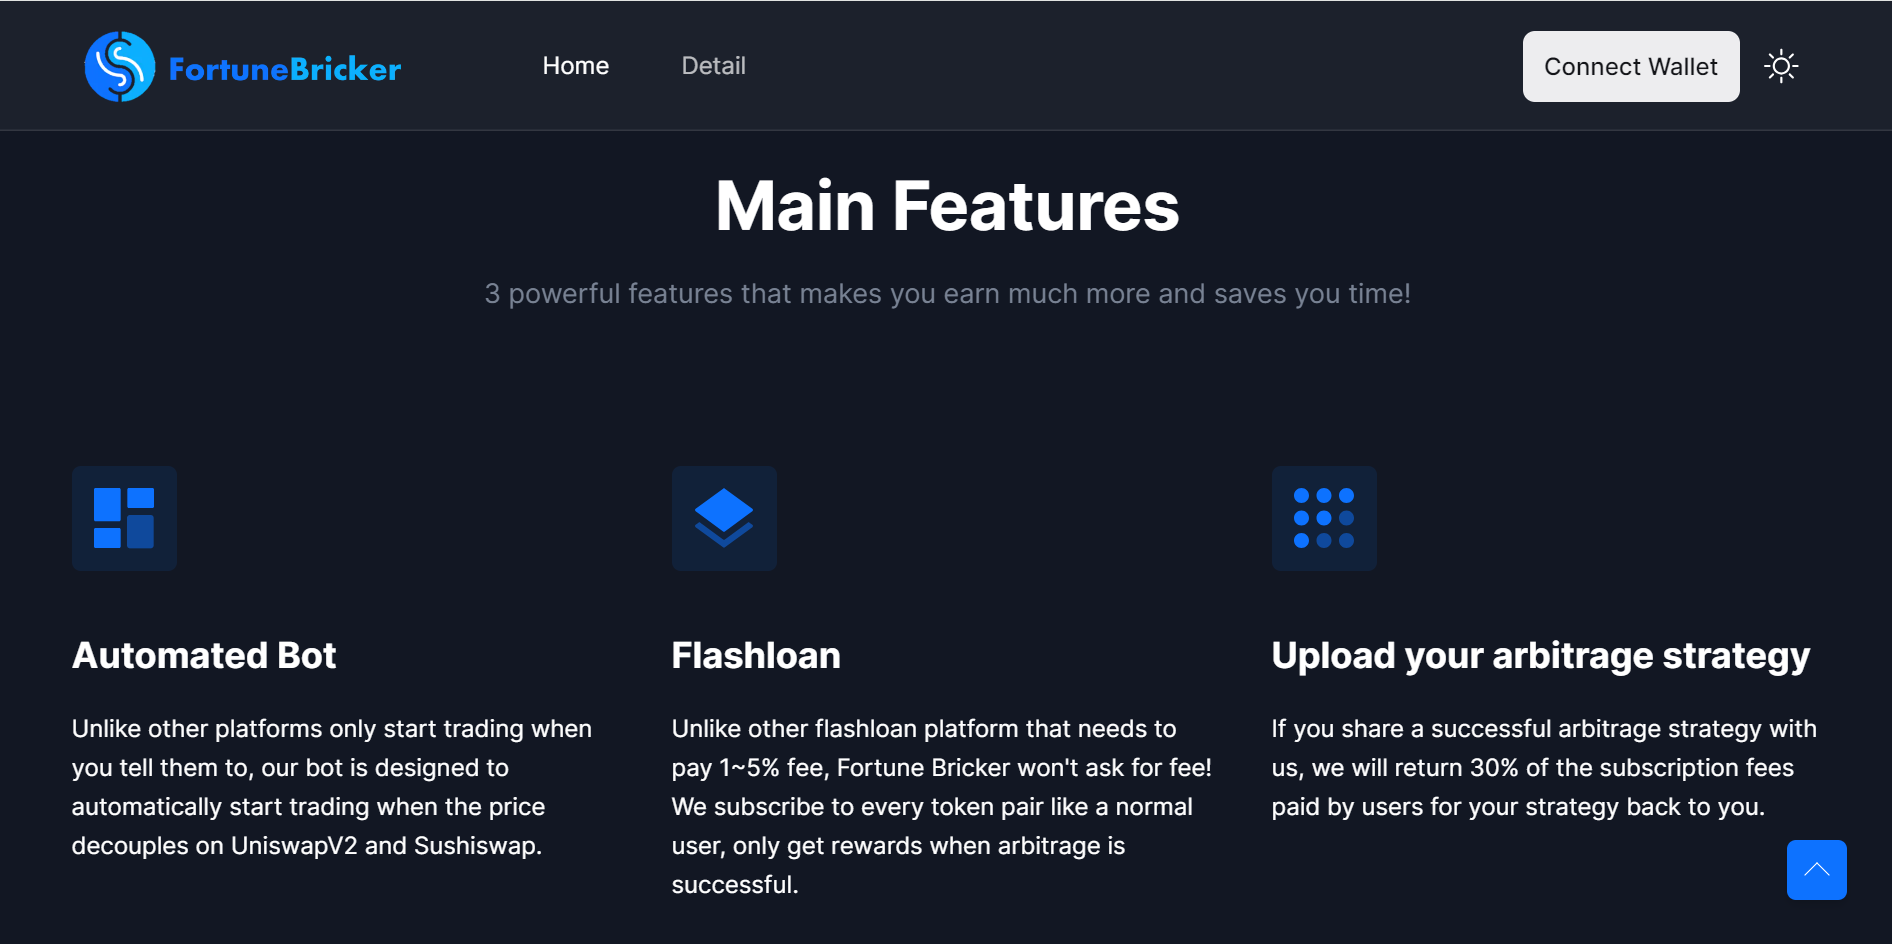 FortuneBricker
Home
Detail
Connect Wallet
Main Features
3 powerful features that makes you earn much more and saves you time!
Automated Bot
Unlike other platforms only start trading when
you tell them to, our bot is designed to
automatically start trading when the price
decouples on UniswapV2 and Sushiswap.
Flashloan
Unlike other flashloan platform that needs to
pay 1~5% fee, Fortune Bricker won't ask for fee!
We subscribe to every token pair like a normal
user, only get rewards when arbitrage is
successful.
Upload your arbitrage strategy
If you share a successful arbitrage strategy with
us, we will return 30% of the subscription fees
paid by users for your strategy back to you.